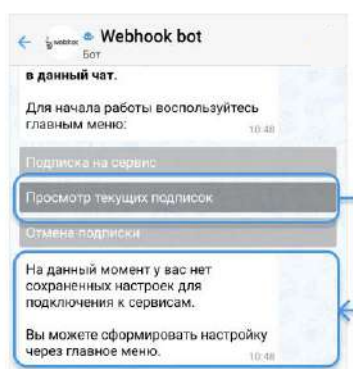 Webhook bot
Бот
в данный чат.
Для начала работы воспользуйтесь
главным меню:
10:48
Подписка на сервис
Просмотр текущих подписок
Отмена подписки
На данный момент у вас нет
сохраненных настроек для
подключения к сервисам.
Вы можете сформировать настройку
через главное меню.
10:48